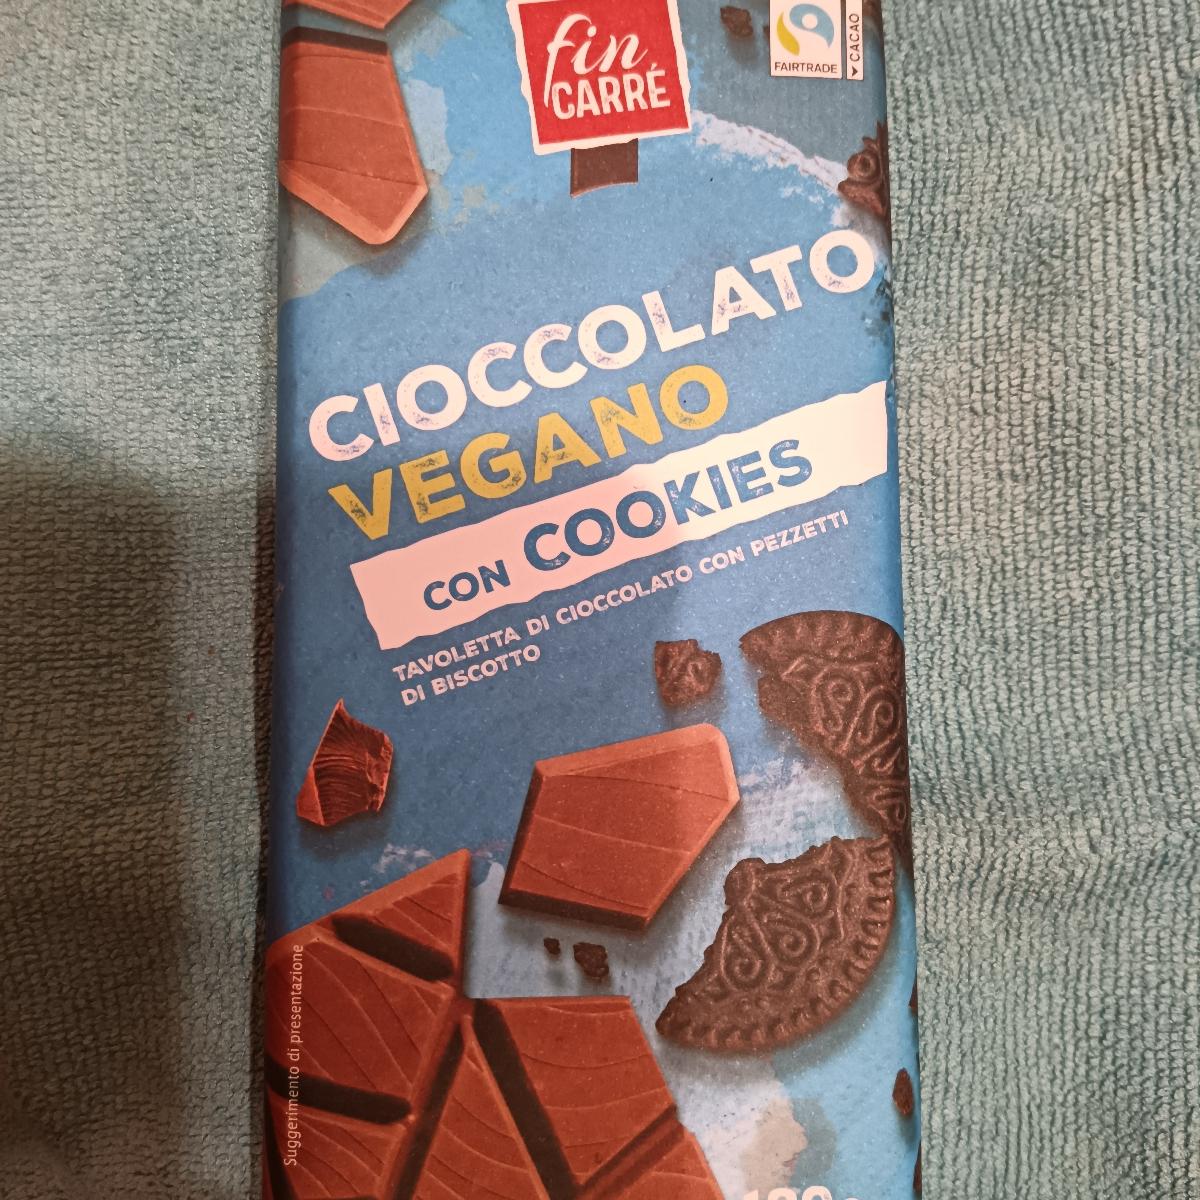 fin
CARRÉ
FAIRTRADE
CACAO
CIOCCOLATO
VEGANO
CON COOKIES
TAVOLETTA DI CIOCCOLATO CON PEZZETTI
DI BISCOTTO
Suggerimento di presentazione